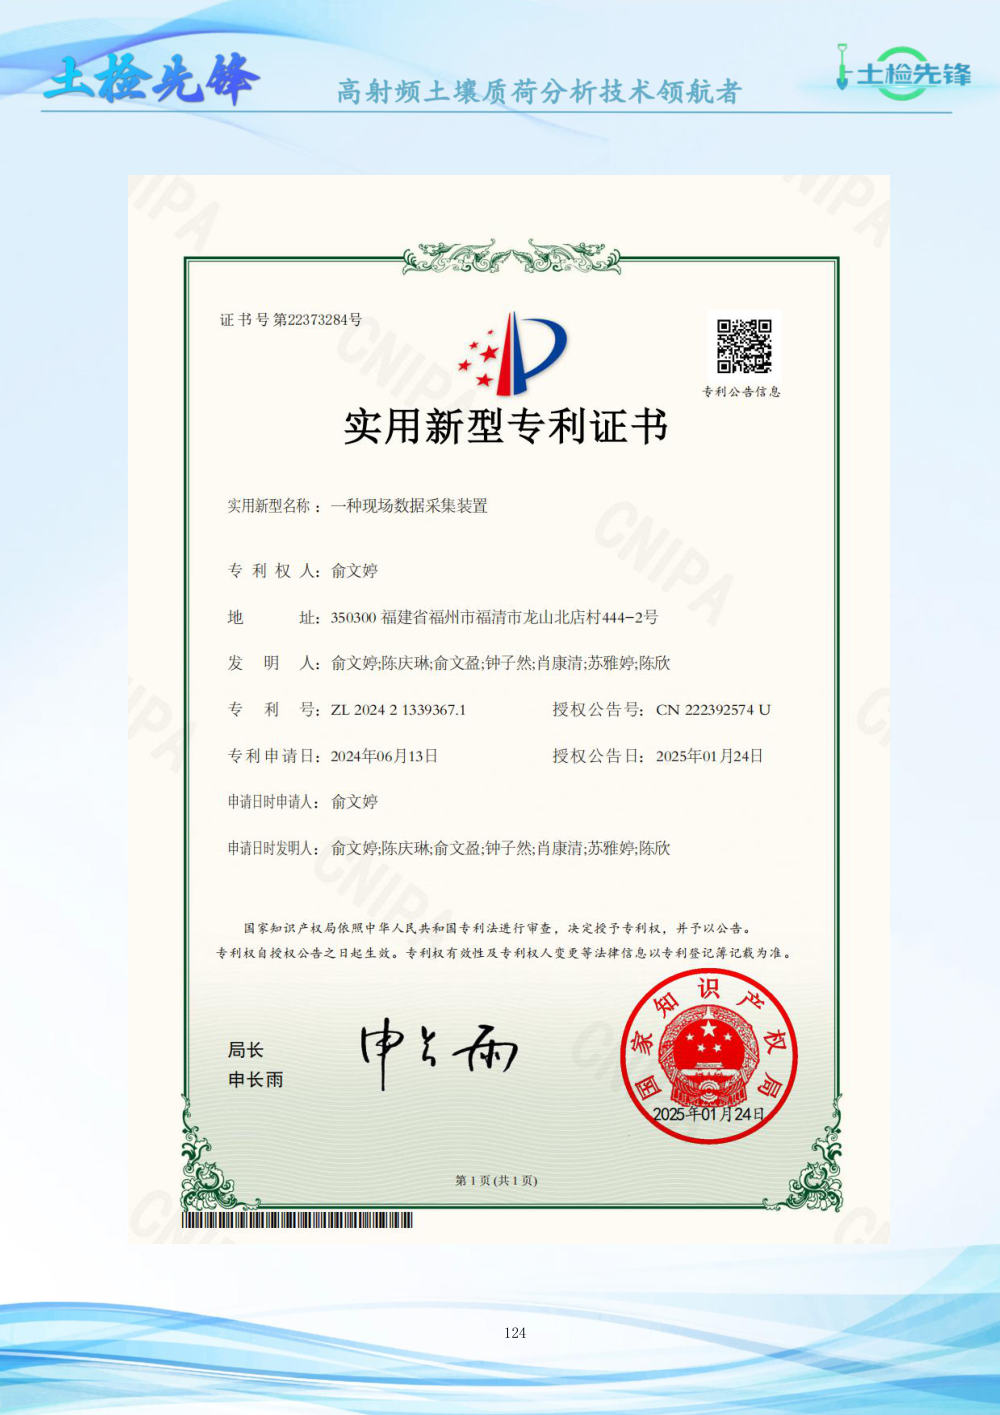 土检先锋
高射频土壤质荷分析技术领航者
土检先锋
证书号第22373284号
专利公告信息
实用新型专利证书
实用新型名称：一种现场数据采集装置
专利权人：俞文婷
地址：350300 福建省福州市福清市龙山北店村444-2号
发明人：俞文婷;陈庆琳;俞文盈;钟子然;肖康清;苏雅婷;陈欣
专利号：ZL 2024 2 1339367.1 授权公告号：CN 222392574 U
专利申请日：2024年06月13日 授权公告日：2025年01月24日
申请日时申请人：俞文婷
申请日时发明人：俞文婷;陈庆琳;俞文盈;钟子然;肖康清;苏雅婷;陈欣
国家知识产权局依照中华人民共和国专利法进行审查，决定授予专利权，并予以公告。
专利权自授权公告之日起生效。专利权有效性及专利权人变更等法律信息以专利登记簿记载为准。
局长
申长雨
申长雨
国家知识产权局
2025年01月24日
第 1 页 (共 1 页)
CNIPA
124